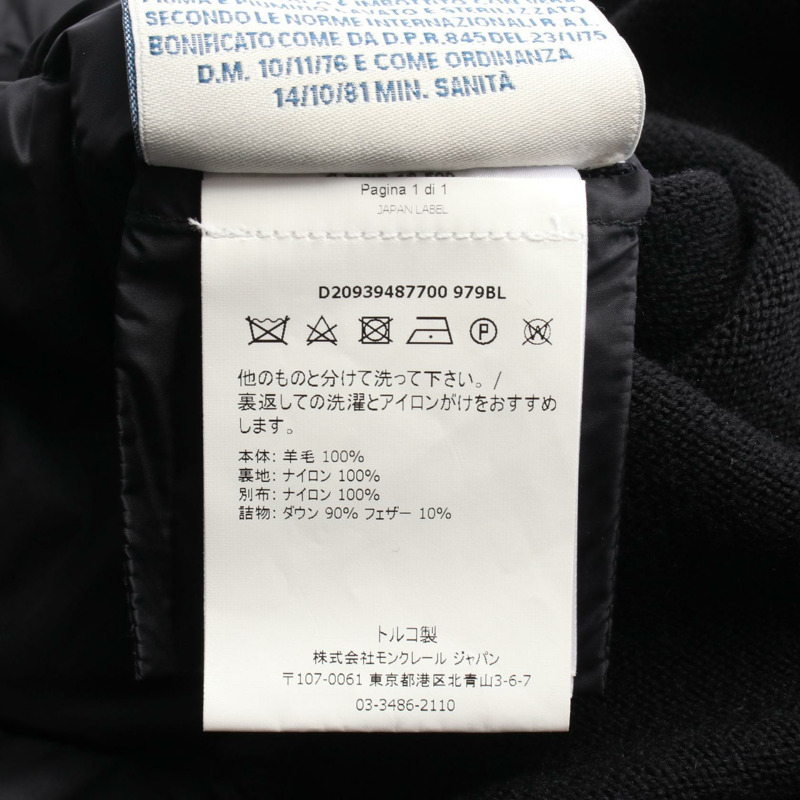 SECONDO LE NORME INTERNAZIONALI R.A.L.
BONIFICATO COME DA D.P.R. 845 DEL 23/1/75
D.M. 10/11/76 E COME ORDINANZA
14/10/81 MIN. SANITÀ
Pagina 1 di 1
JAPAN LABEL
D20939487700 979BL
P
W
他のものと分けて洗って下さい。/
裏返しての洗濯とアイロンがけをおすすめ
します。
本体: 羊毛 100%
裏地: ナイロン 100%
別布: ナイロン 100%
詰物: ダウン 90% フェザー 10%
トルコ製
株式会社モンクレール ジャパン
〒107-0061 東京都港区北青山3-6-7
03-3486-2110